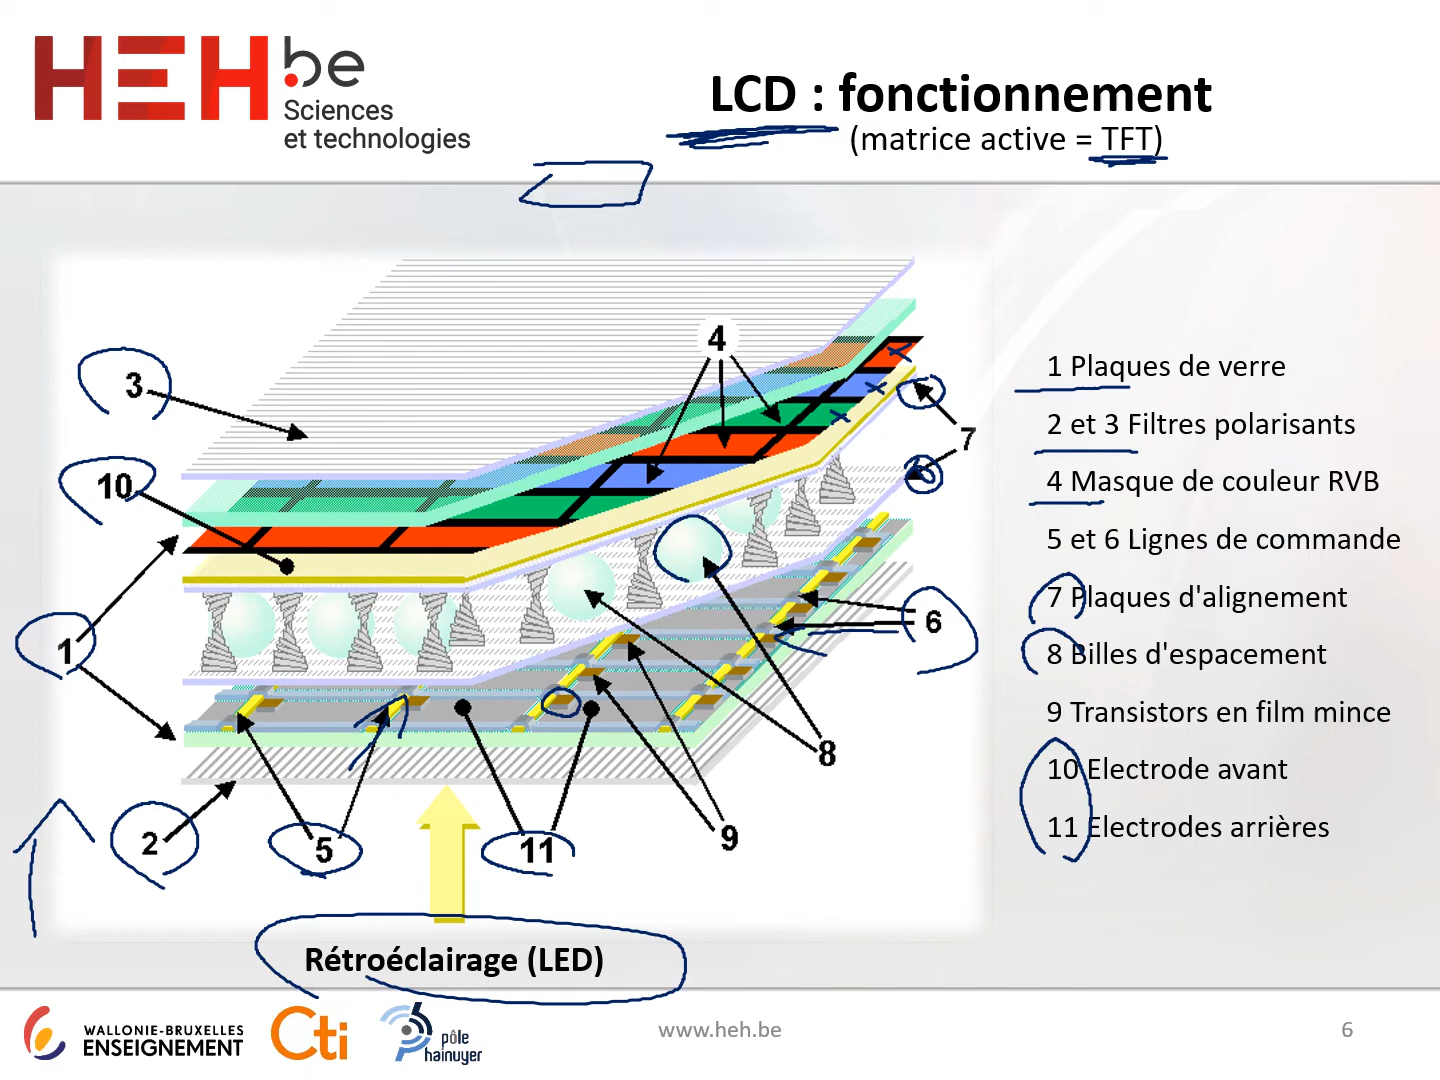 HEH.be
Sciences
et technologies
LCD : fonctionnement
(matrice active = TFT)
4
3
7
10
1
6
8
2
5
11
9
Rétroéclairage (LED)
1 Plaques de verre
2 et 3 Filtres polarisants
4 Masque de couleur RVB
5 et 6 Lignes de commande
7 Plaques d'alignement
8 Billes d'espacement
9 Transistors en film mince
10 Electrode avant
11 Electrodes arrières
WALLONIE-BRUXELLES
ENSEIGNEMENT
Cti
pôle
hainuyer
www.heh.be
6